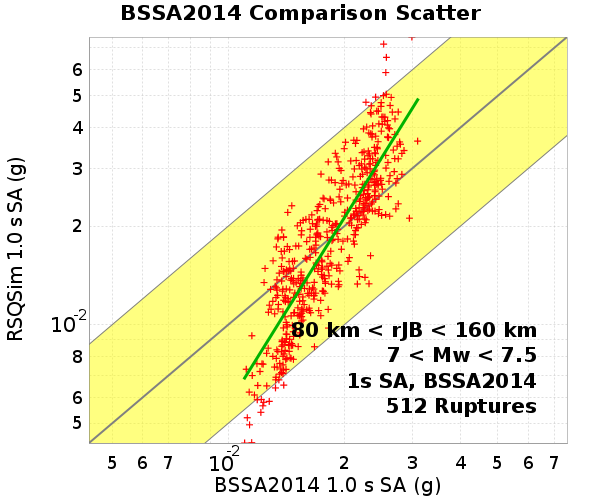 BSSA2014 Comparison Scatter
RSQSim 1.0 s SA (g)
6
5
4
3
2
10-2
8
6
5
80 km < rJB < 160 km
7 < Mw < 7.5
1s SA, BSSA2014
512 Ruptures
5 6 7 10-2 2 3 4 5 6 7
BSSA2014 1.0 s SA (g)